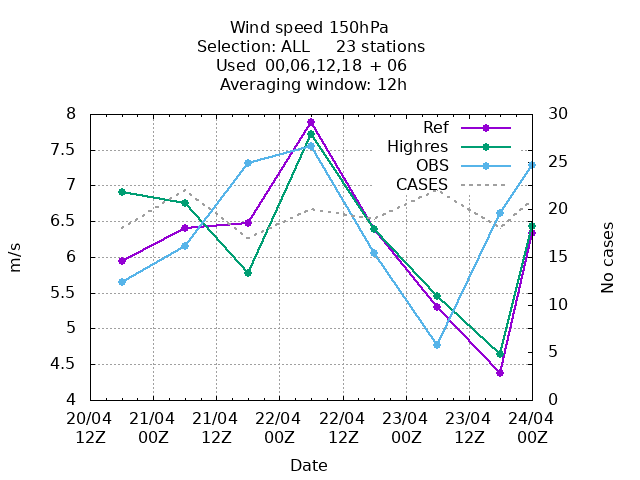 Wind speed 150hPa
Selection: ALL 23 stations
Used 00,06,12,18 + 06
Averaging window: 12h
8
7.5
7
6.5
6
5.5
5
4.5
4
m/s
Ref
Highres
OBS
CASES
30
25
20
15
10
5
0
No cases
20/04 21/04 21/04 22/04 22/04 23/04 23/04 24/04
12Z 00Z 12Z 00Z 12Z 00Z 12Z 00Z
Date